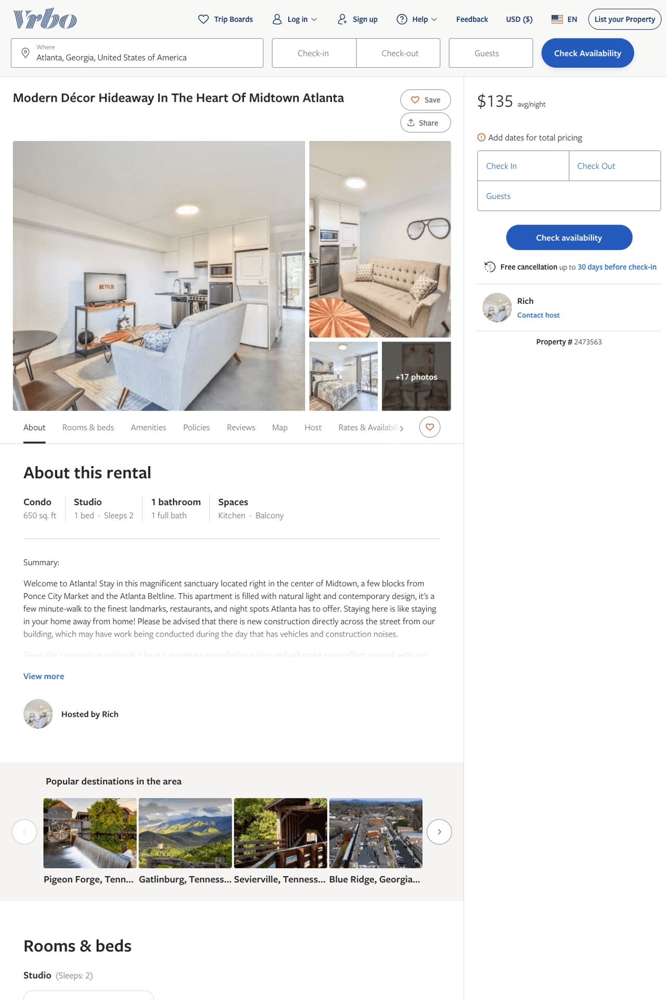 Vrbo
Trip Boards
Log in
Sign up
Help
Feedback
USD ($)
EN
List your Property
Where
Atlanta, Georgia, United States of America
Check-in
Check-out
Guests
Check Availability
Modern Décor Hideaway In The Heart Of Midtown Atlanta
Save
Share
NETFLIX
+17 photos
$135 avg/night
Add dates for total pricing
Check In
Check Out
Guests
Check availability
Free cancellation up to 30 days before check-in
Rich
Contact host
Property # 2473563
About
Rooms & beds
Amenities
Policies
Reviews
Map
Host
Rates & Availabili
About this rental
Condo
650 sq. ft
Studio
1 bed · Sleeps 2
1 bathroom
1 full bath
Spaces
Kitchen · Balcony
Summary:
Welcome to Atlanta! Stay in this magnificent sanctuary located right in the center of Midtown, a few blocks from
Ponce City Market and the Atlanta Beltline. This apartment is filled with natural light and contemporary design, it's a
few minute-walk to the finest landmarks, restaurants, and night spots Atlanta has to offer. Staying here is like staying
in your home away from home! Please be advised that there is new construction directly across the street from our
building, which may have work being conducted during the day that has vehicles and construction noises.
Given the coronavirus outbreak, I have a moderate cancellation policy and will make every effort to work with our
View more
Hosted by Rich
Popular destinations in the area
Pigeon Forge, Tenn...
Gatlinburg, Tenness...
Sevierville, Tenness...
Blue Ridge, Georgia...
Rooms & beds
Studio (Sleeps: 2)